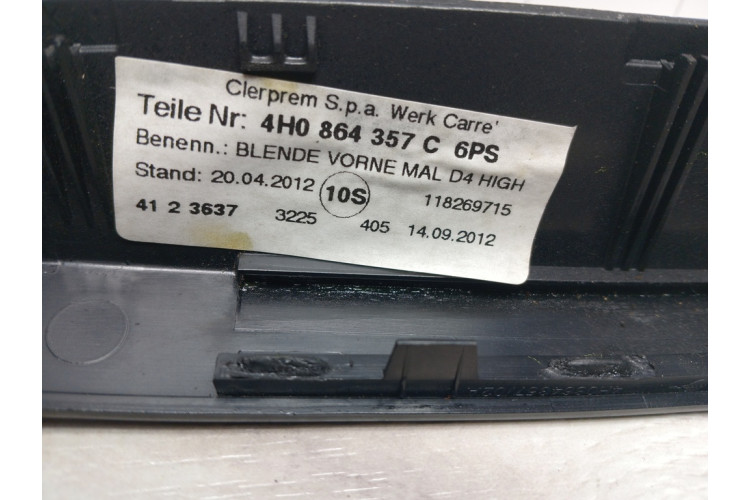 Clerprem S.p.a. Werk Carre'
Teile Nr: 4H0 864 357 C 6PS
Benenn.: BLENDE VORNE MAL D4 HIGH
Stand: 20.04.2012 10S 118269715
41 2 3637 3225 405 14.09.2012